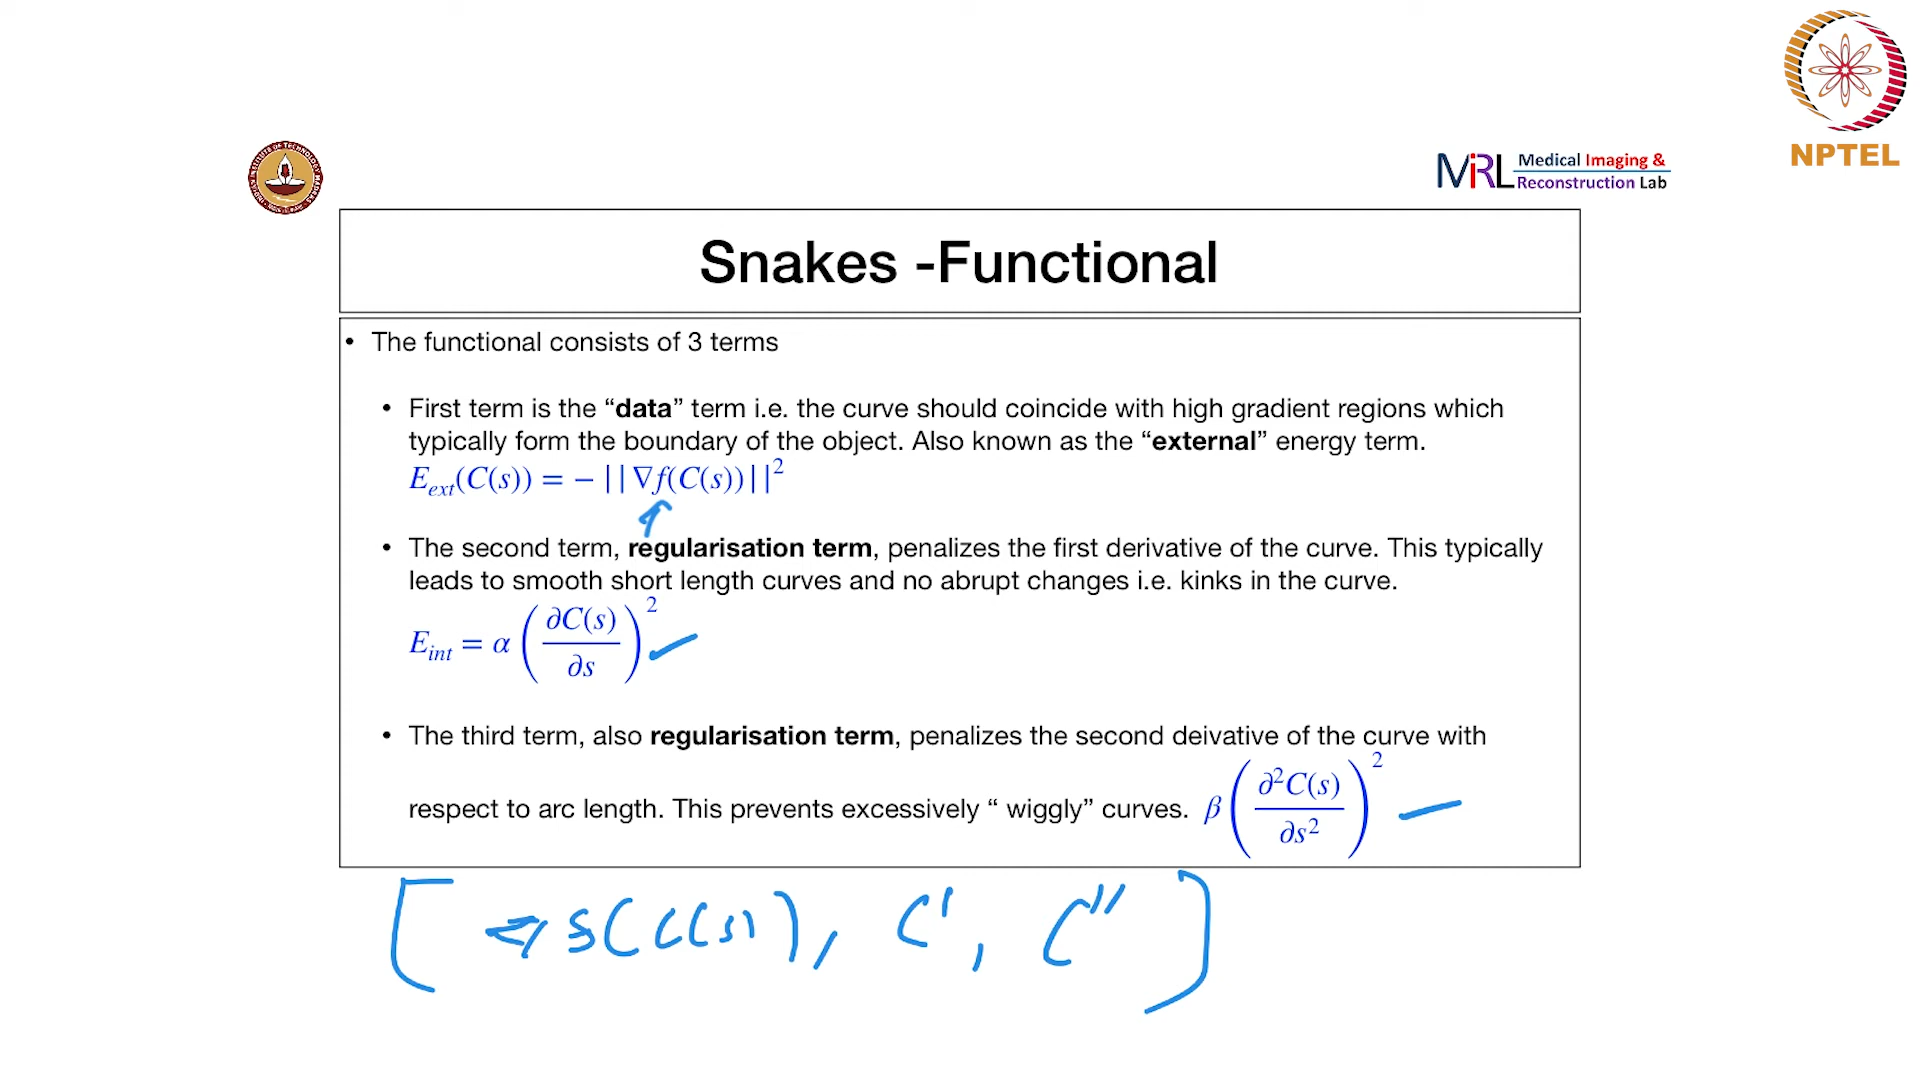 NPTEL
MIRL Medical Imaging & Reconstruction Lab
Snakes -Functional
• The functional consists of 3 terms
• First term is the “data” term i.e. the curve should coincide with high gradient regions which
typically form the boundary of the object. Also known as the “external” energy term.
E_ext(C(s)) = − ||∇f(C(s))||²
• The second term, regularisation term, penalizes the first derivative of the curve. This typically
leads to smooth short length curves and no abrupt changes i.e. kinks in the curve.
E_int = α (∂C(s)/∂s)²
• The third term, also regularisation term, penalizes the second deivative of the curve with
respect to arc length. This prevents excessively “ wiggly” curves. β (∂²C(s)/∂s²)²
(C(s)), C', C'' ]